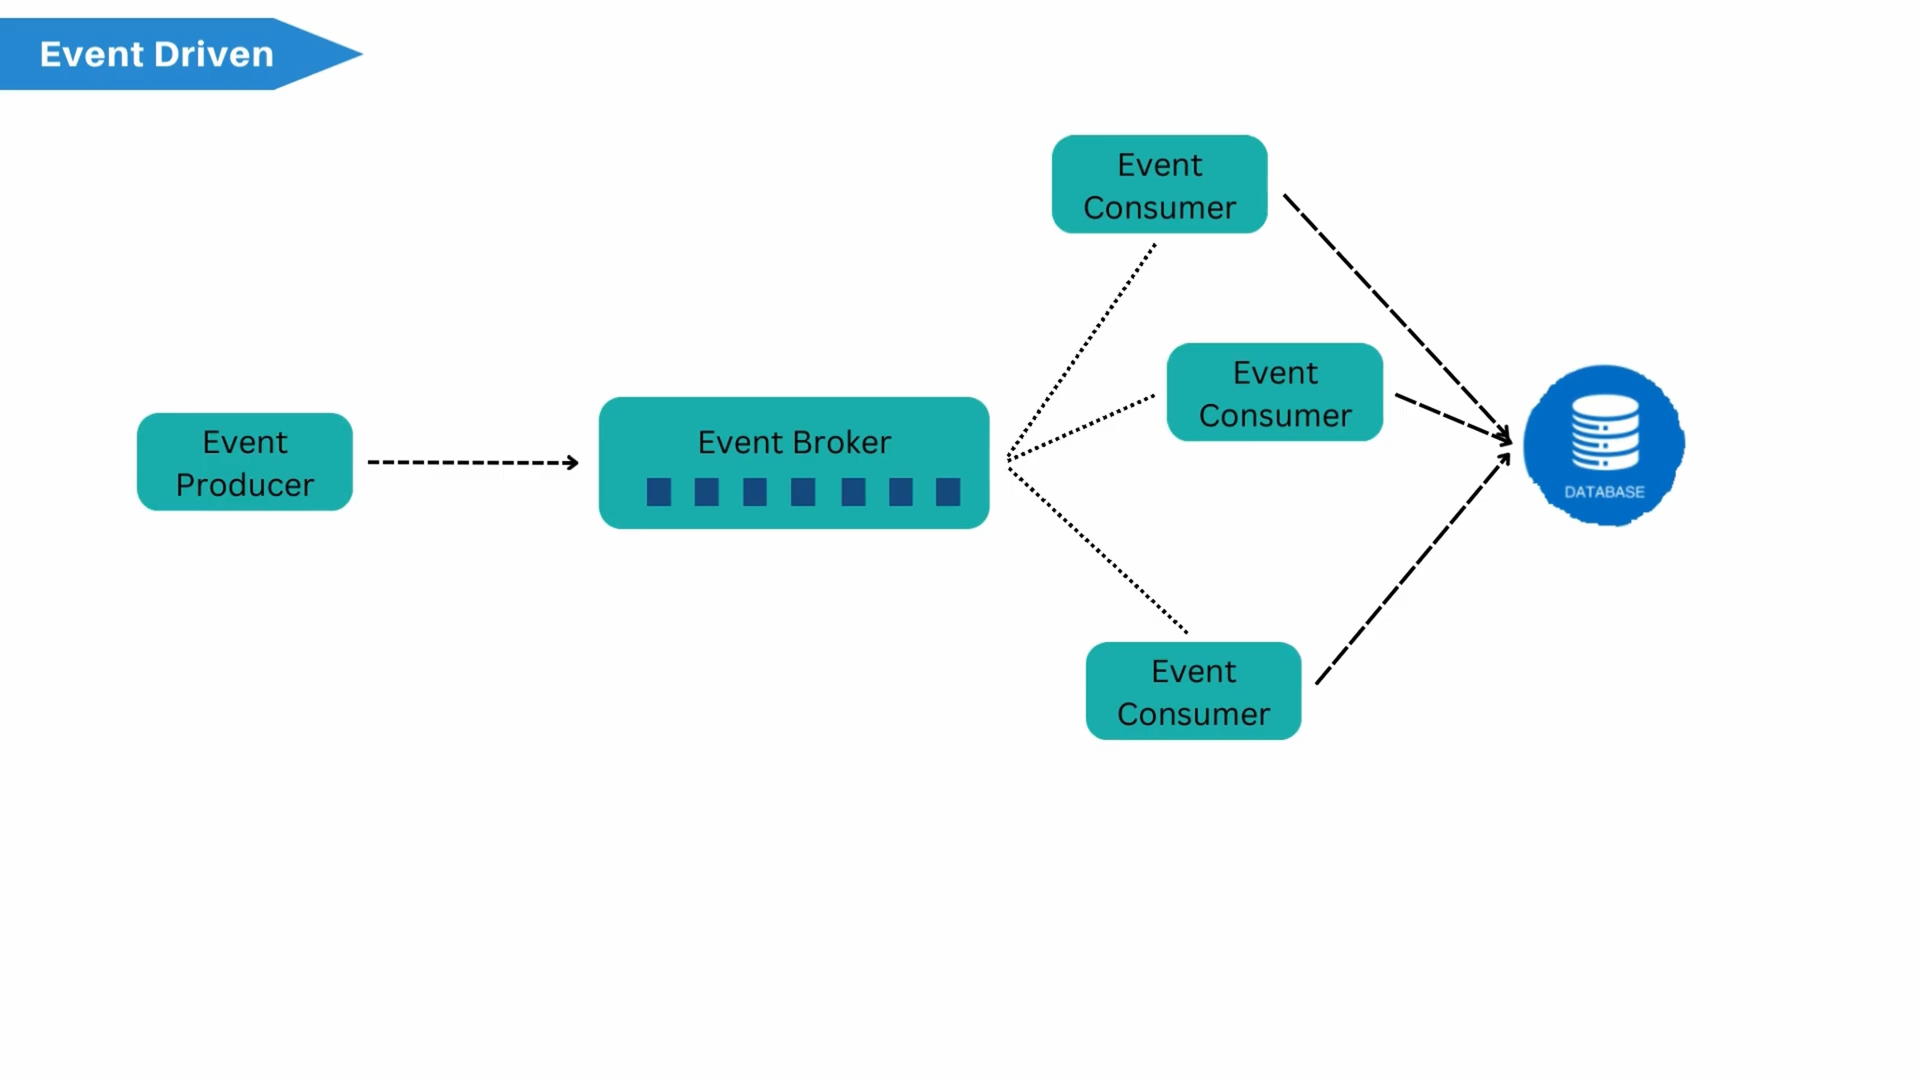 Event Driven
Event
Consumer
Event
Consumer
Event
Producer
Event Broker
DATABASE
Event
Consumer